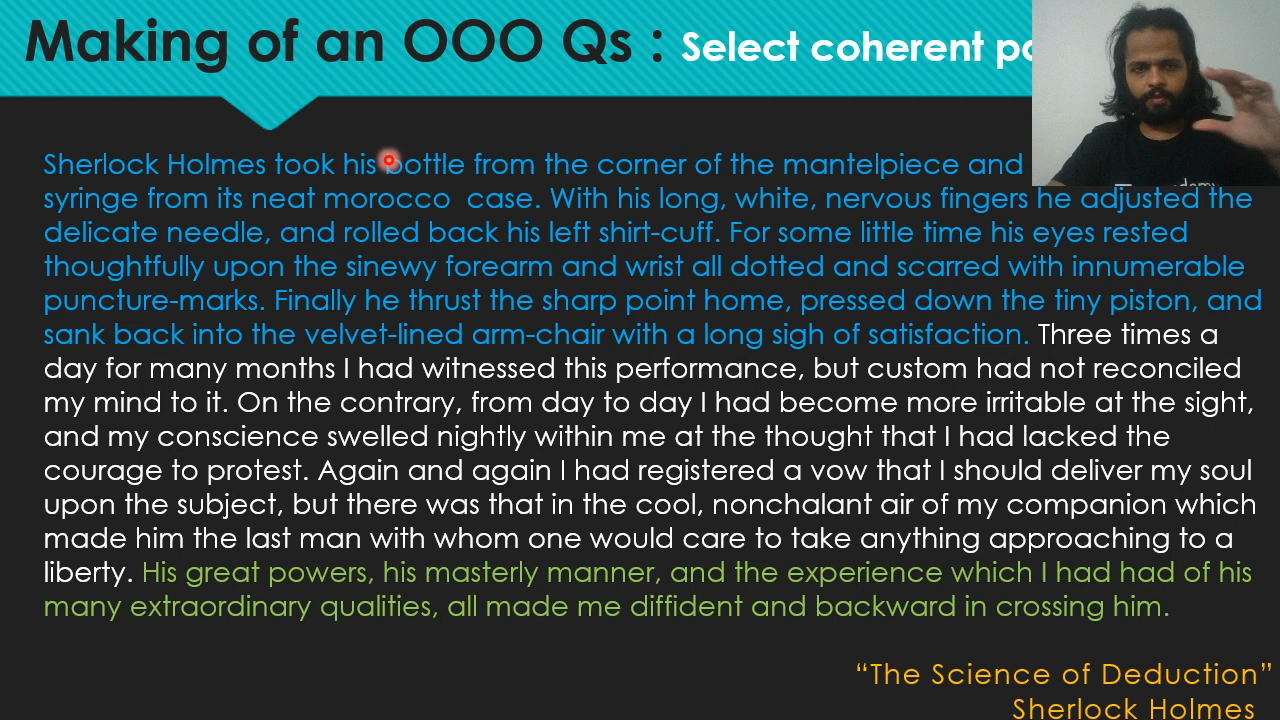 Making of an OOO Qs : Select coherent
Sherlock Holmes took his bottle from the corner of the mantelpiece and
syringe from its neat morocco case. With his long, white, nervous fingers he adjusted the
delicate needle, and rolled back his left shirt-cuff. For some little time his eyes rested
thoughtfully upon the sinewy forearm and wrist all dotted and scarred with innumerable
puncture-marks. Finally he thrust the sharp point home, pressed down the tiny piston, and
sank back into the velvet-lined arm-chair with a long sigh of satisfaction. Three times a
day for many months I had witnessed this performance, but custom had not reconciled
my mind to it. On the contrary, from day to day I had become more irritable at the sight,
and my conscience swelled nightly within me at the thought that I had lacked the
courage to protest. Again and again I had registered a vow that I should deliver my soul
upon the subject, but there was that in the cool, nonchalant air of my companion which
made him the last man with whom one would care to take anything approaching to a
liberty. His great powers, his masterly manner, and the experience which I had had of his
many extraordinary qualities, all made me diffident and backward in crossing him.
“The Science of Deduction”
Sherlock Holmes